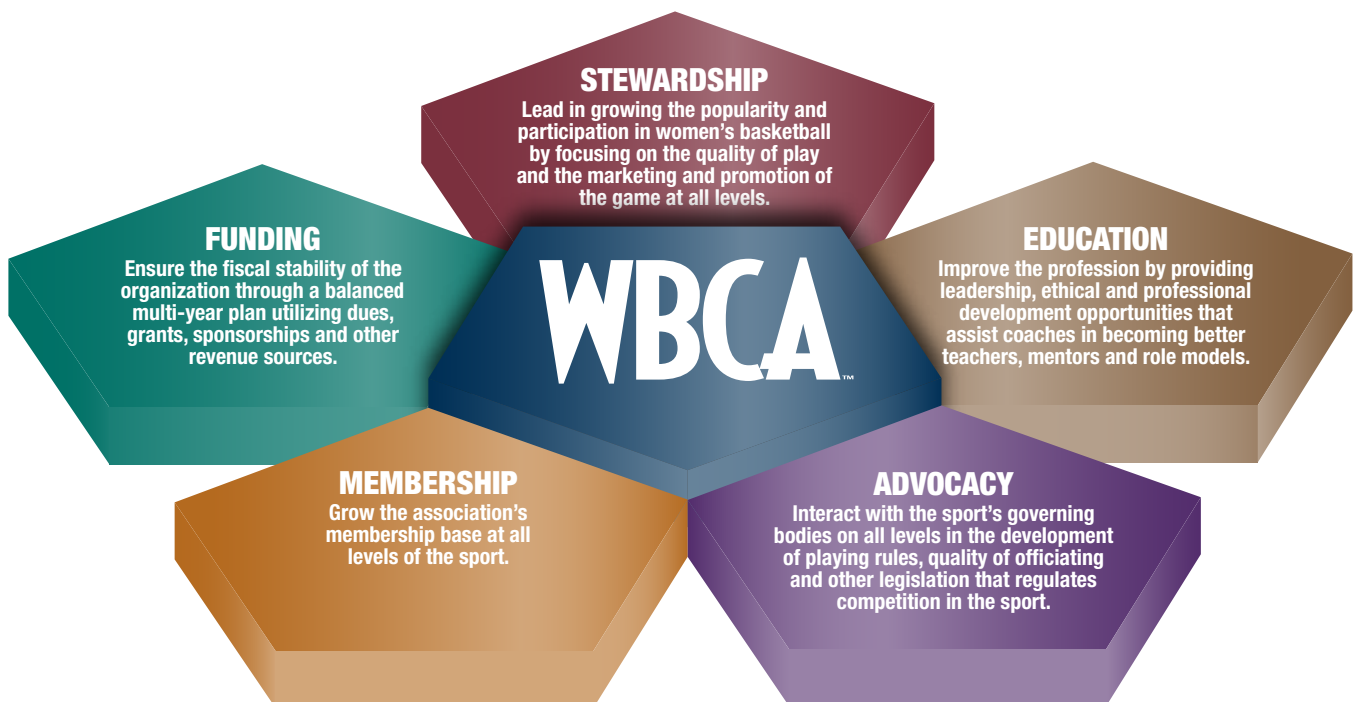 STEWARDSHIP
Lead in growing the popularity and
participation in women's basketball
by focusing on the quality of play
and the marketing and promotion of
the game at all levels.
FUNDING
Ensure the fiscal stability of the
organization through a balanced
multi-year plan utilizing dues,
grants, sponsorships and other
revenue sources.
WBCA™
EDUCATION
Improve the profession by providing
leadership, ethical and professional
development opportunities that
assist coaches in becoming better
teachers, mentors and role models.
MEMBERSHIP
Grow the association's
membership base at all
levels of the sport.
ADVOCACY
Interact with the sport's governing
bodies on all levels in the development
of playing rules, quality of officiating
and other legislation that regulates
competition in the sport.